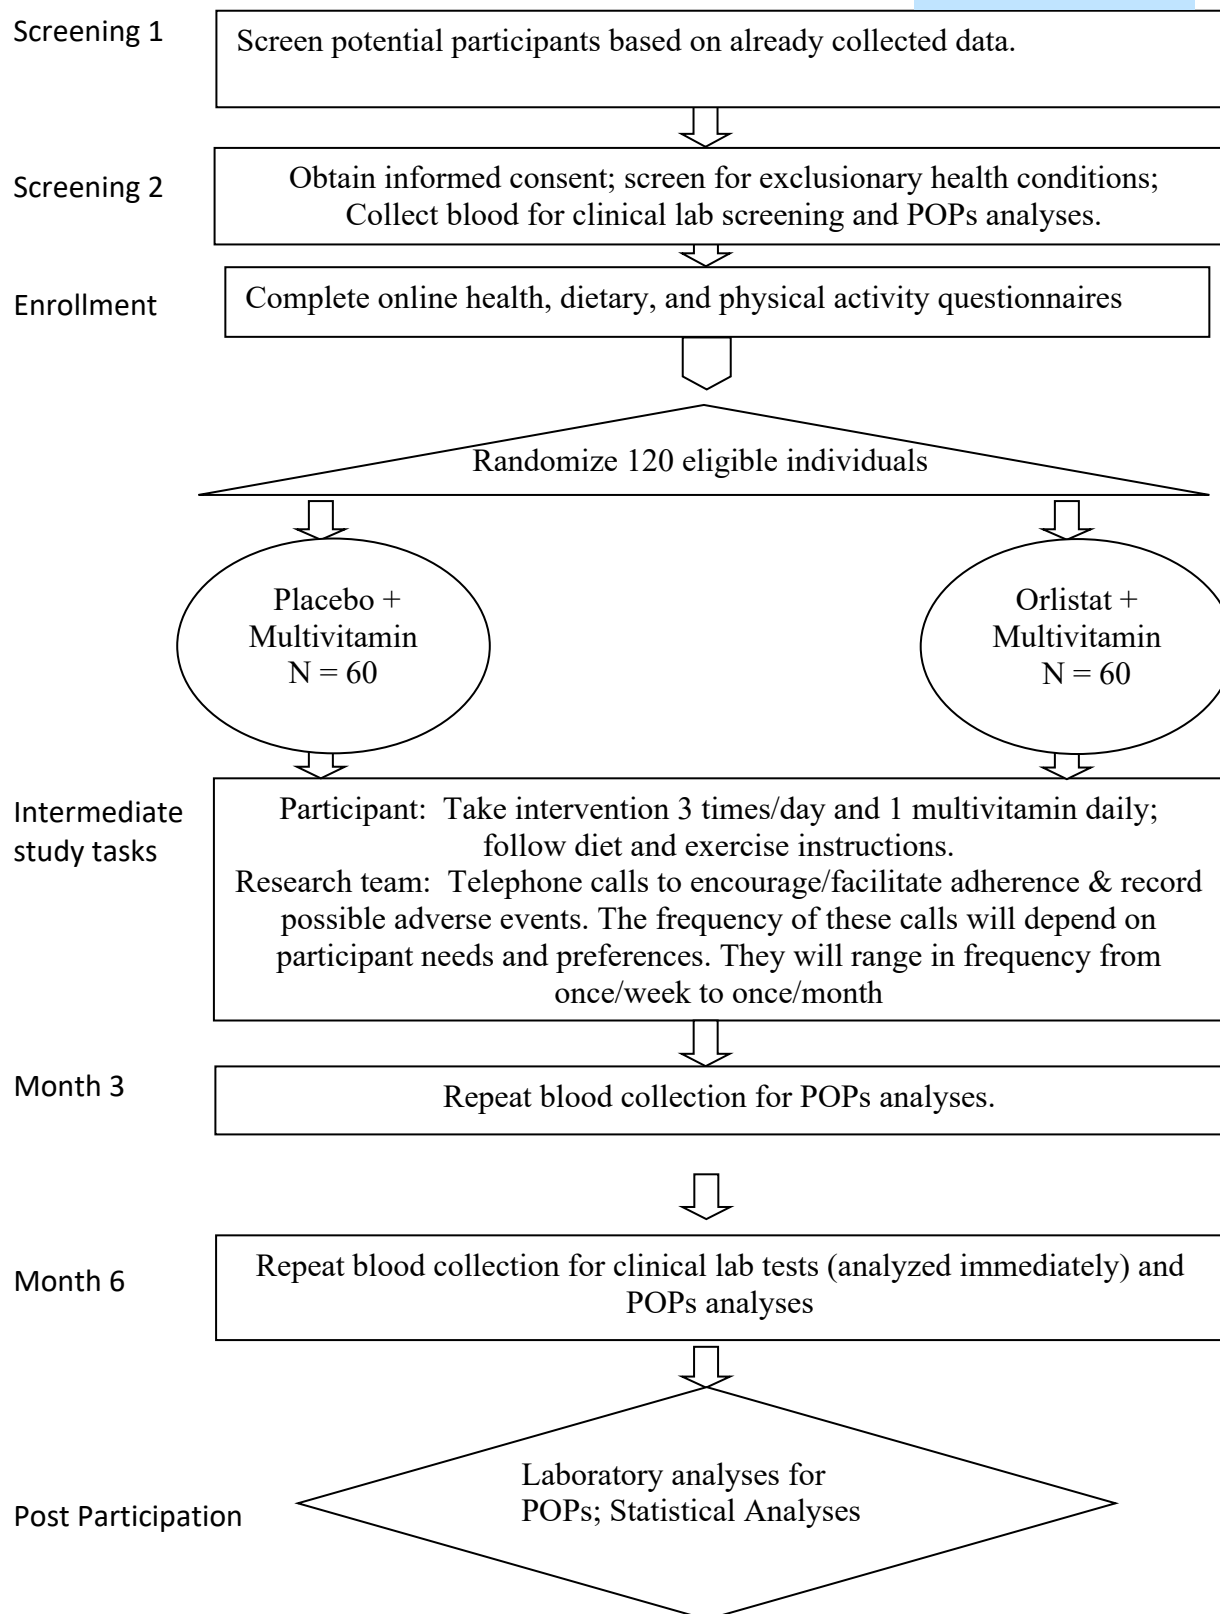 Screening 1
Screen potential participants based on already collected data.
Screening 2
Obtain informed consent; screen for exclusionary health conditions;
Collect blood for clinical lab screening and POPs analyses.
Enrollment
Complete online health, dietary, and physical activity questionnaires
Randomize 120 eligible individuals
Placebo +
Multivitamin
N = 60
Orlistat +
Multivitamin
N = 60
Intermediate
study tasks
Participant:  Take intervention 3 times/day and 1 multivitamin daily;
follow diet and exercise instructions.
Research team:  Telephone calls to encourage/facilitate adherence & record
possible adverse events. The frequency of these calls will depend on
participant needs and preferences. They will range in frequency from
once/week to once/month
Month 3
Repeat blood collection for POPs analyses.
Month 6
Repeat blood collection for clinical lab tests (analyzed immediately) and
POPs analyses
Post Participation
Laboratory analyses for
POPs; Statistical Analyses